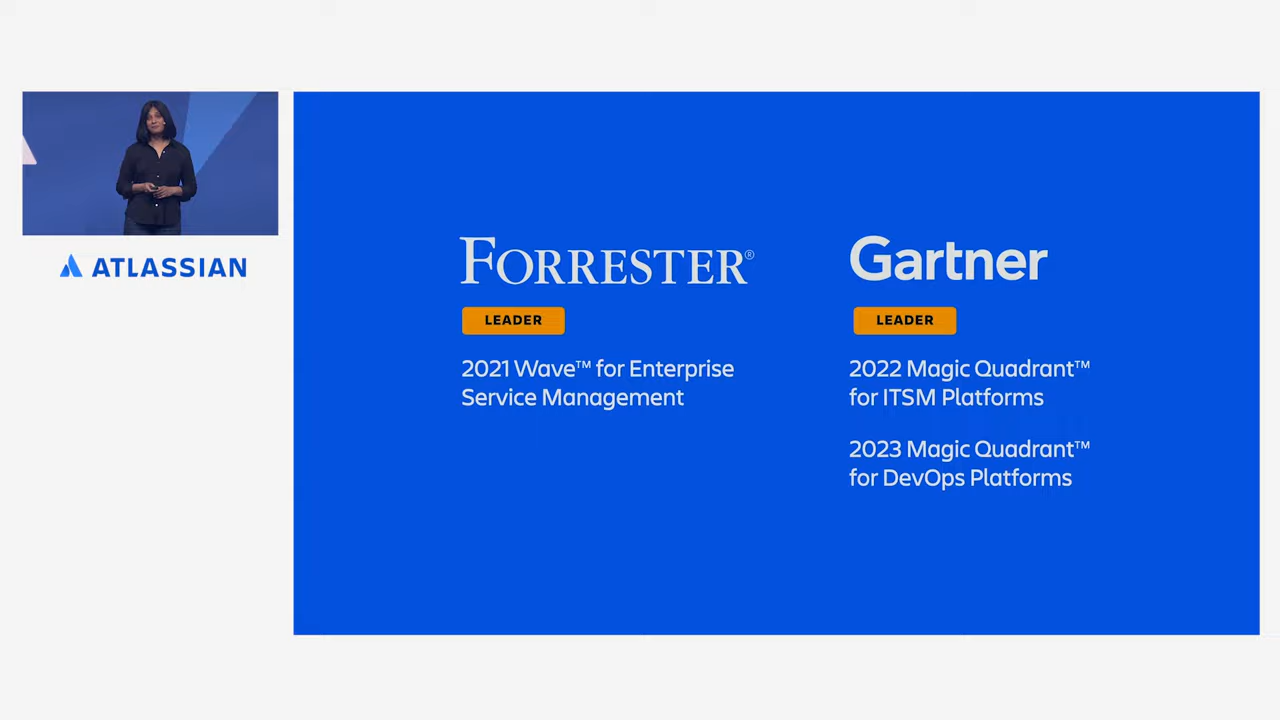 ATLASSIAN
FORRESTER®
LEADER
2021 Wave™ for Enterprise
Service Management
Gartner
LEADER
2022 Magic Quadrant™
for ITSM Platforms
2023 Magic Quadrant™
for DevOps Platforms